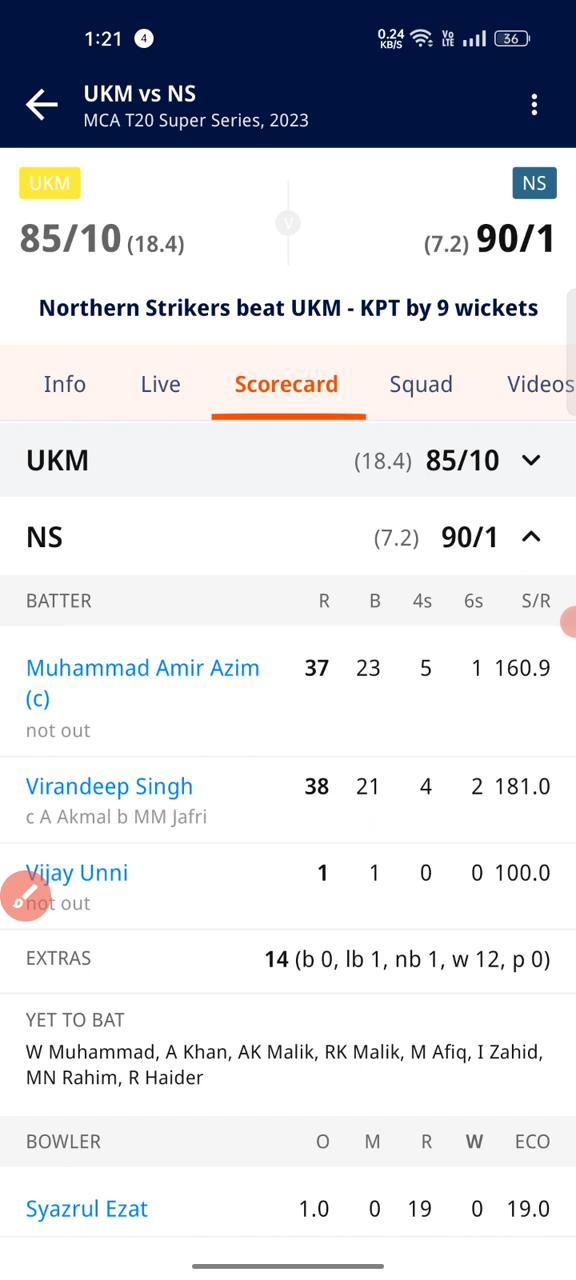 1:21 4 0.24 KB/S Vo LTE 36
UKM vs NS
MCA T20 Super Series, 2023
UKM NS
85/10 (18.4) V (7.2) 90/1
Northern Strikers beat UKM - KPT by 9 wickets
Info Live Scorecard Squad Videos
UKM (18.4) 85/10
NS (7.2) 90/1
BATTER R B 4s 6s S/R
Muhammad Amir Azim 37 23 5 1 160.9
(c)
not out
Virandeep Singh 38 21 4 2 181.0
c A Akmal b MM Jafri
Vijay Unni 1 1 0 0 100.0
not out
EXTRAS 14 (b 0, lb 1, nb 1, w 12, p 0)
YET TO BAT
W Muhammad, A Khan, AK Malik, RK Malik, M Afiq, I Zahid,
MN Rahim, R Haider
BOWLER O M R W ECO
Syazrul Ezat 1.0 0 19 0 19.0